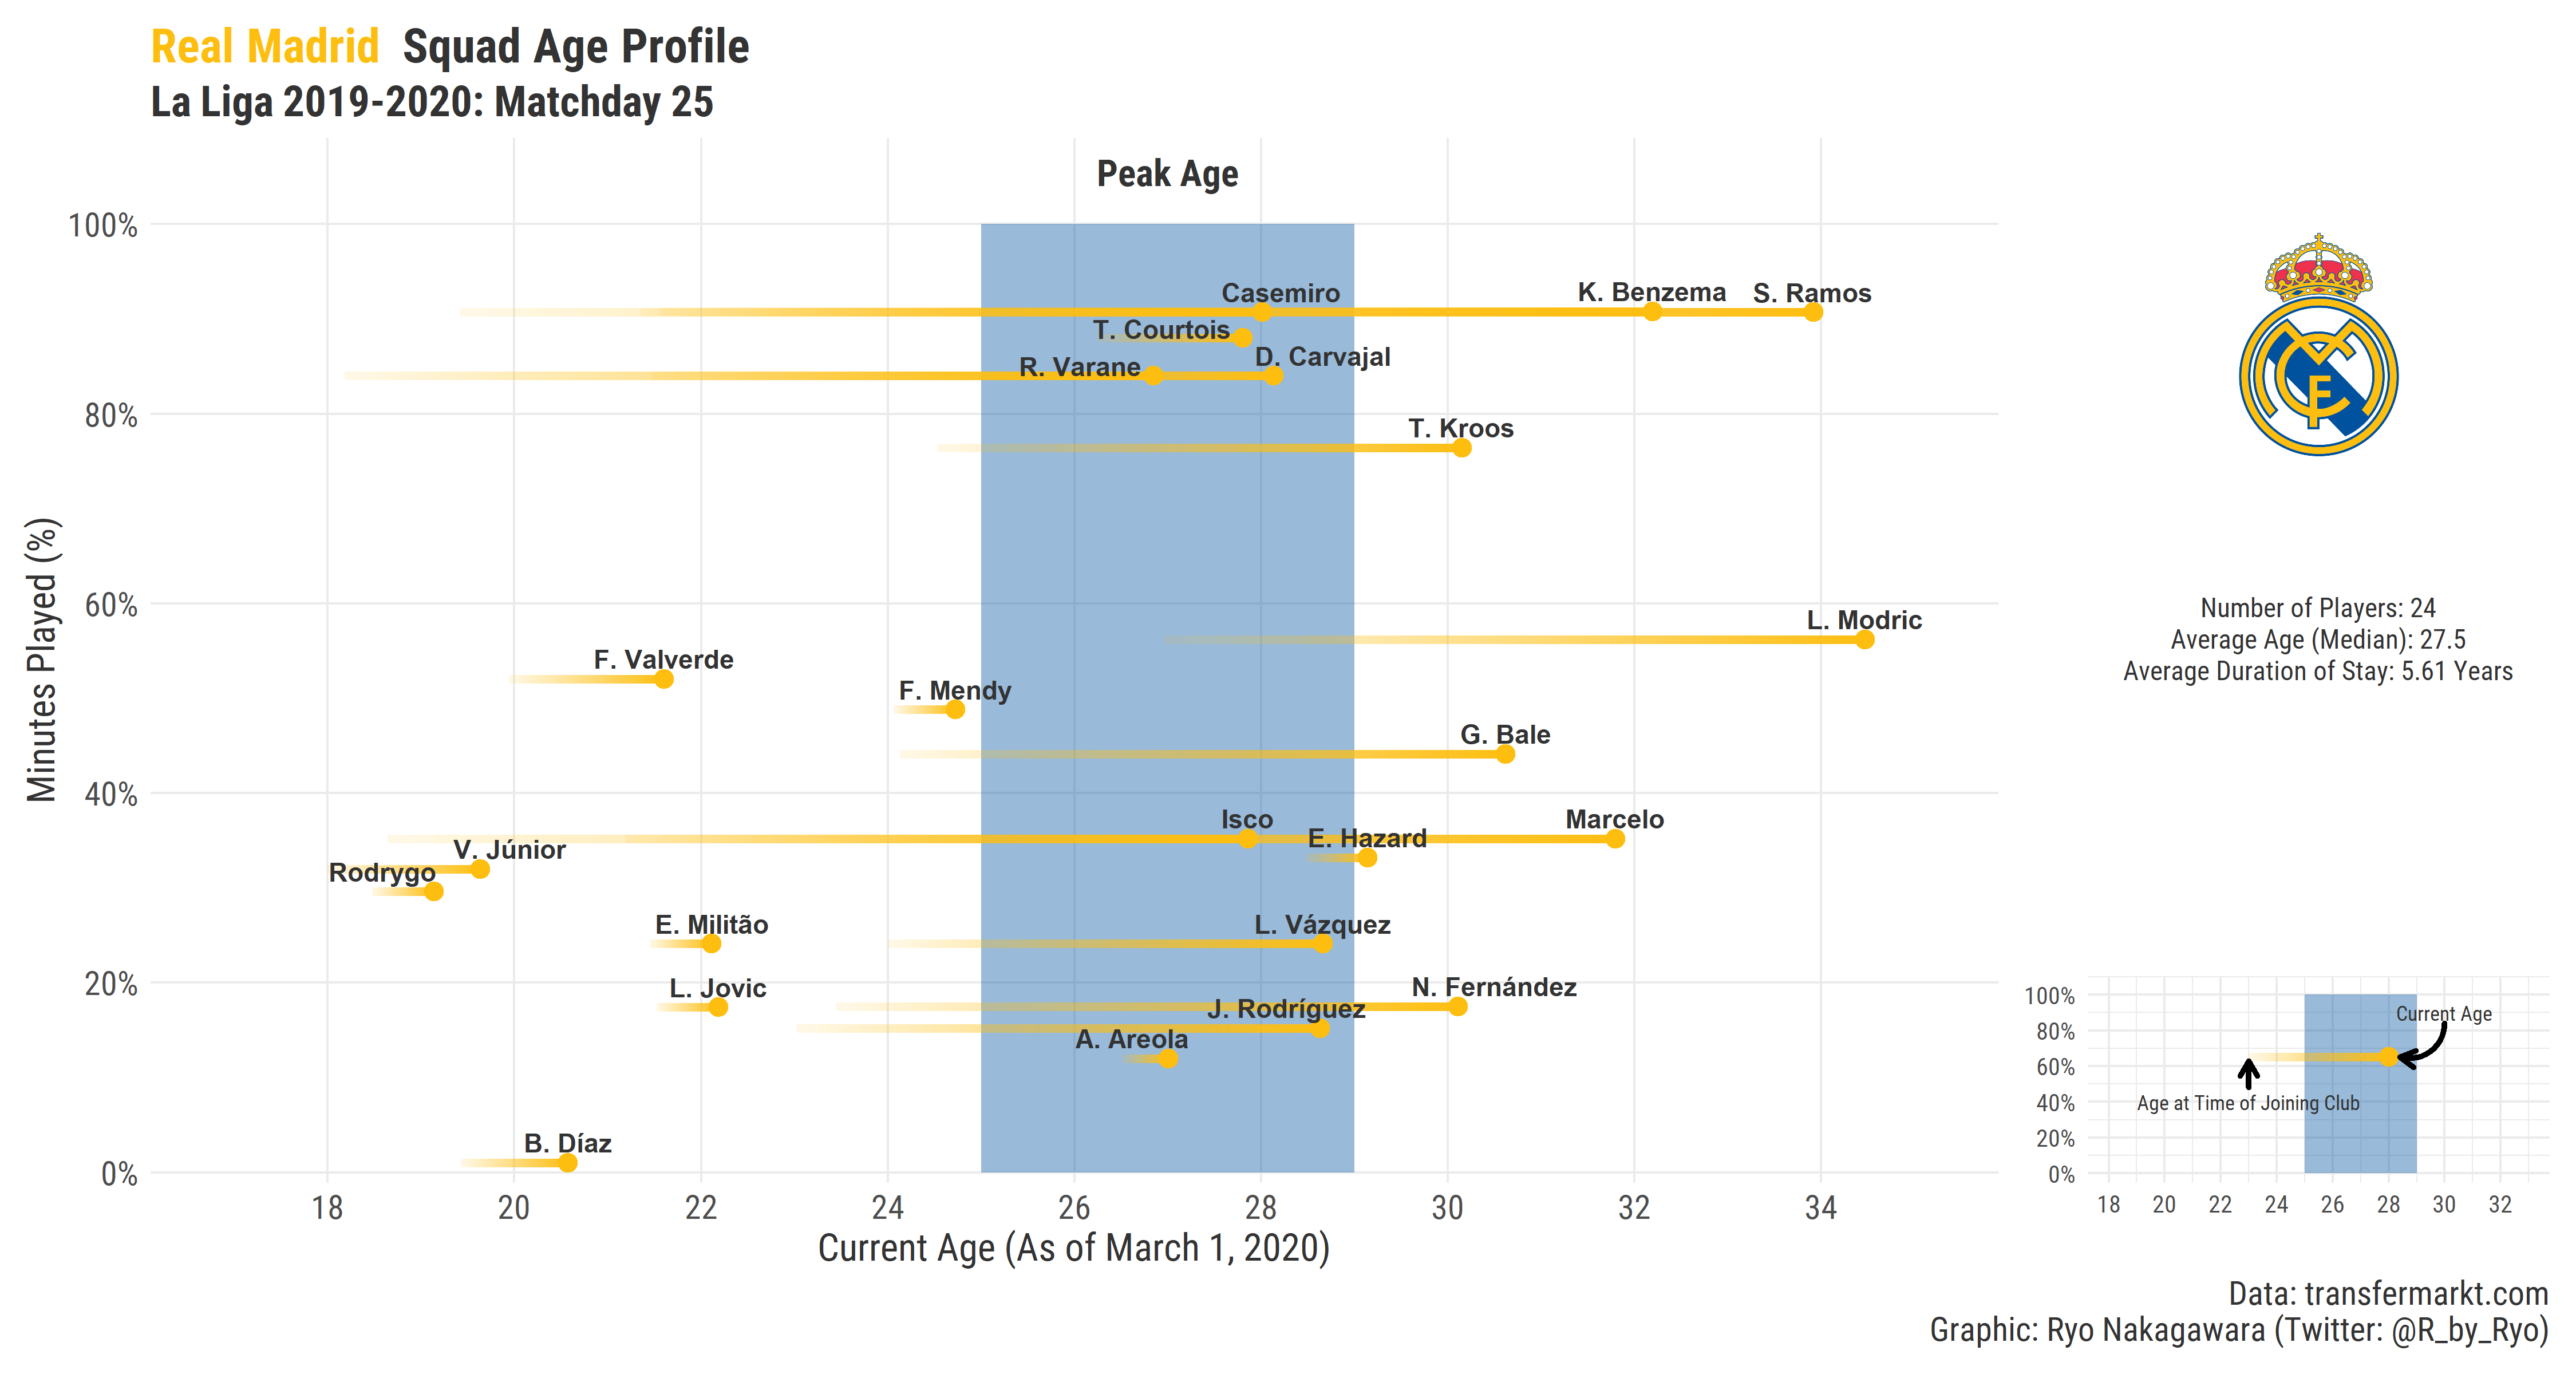 Real Madrid Squad Age Profile
La Liga 2019-2020: Matchday 25
Peak Age
100%
80%
60%
40%
20%
0%
Minutes Played (%)
Casemiro
K. Benzema
S. Ramos
T. Courtois
D. Carvajal
R. Varane
T. Kroos
L. Modric
F. Valverde
F. Mendy
G. Bale
Isco
Marcelo
E. Hazard
V. Júnior
Rodrygo
E. Militão
L. Vázquez
L. Jovic
N. Fernández
J. Rodríguez
A. Areola
B. Díaz
18 20 22 24 26 28 30 32 34
Current Age (As of March 1, 2020)
Number of Players: 24
Average Age (Median): 27.5
Average Duration of Stay: 5.61 Years
100%
80%
60%
40%
20%
0%
Current Age
Age at Time of Joining Club
18 20 22 24 26 28 30 32
Data: transfermarkt.com
Graphic: Ryo Nakagawara (Twitter: @R_by_Ryo)